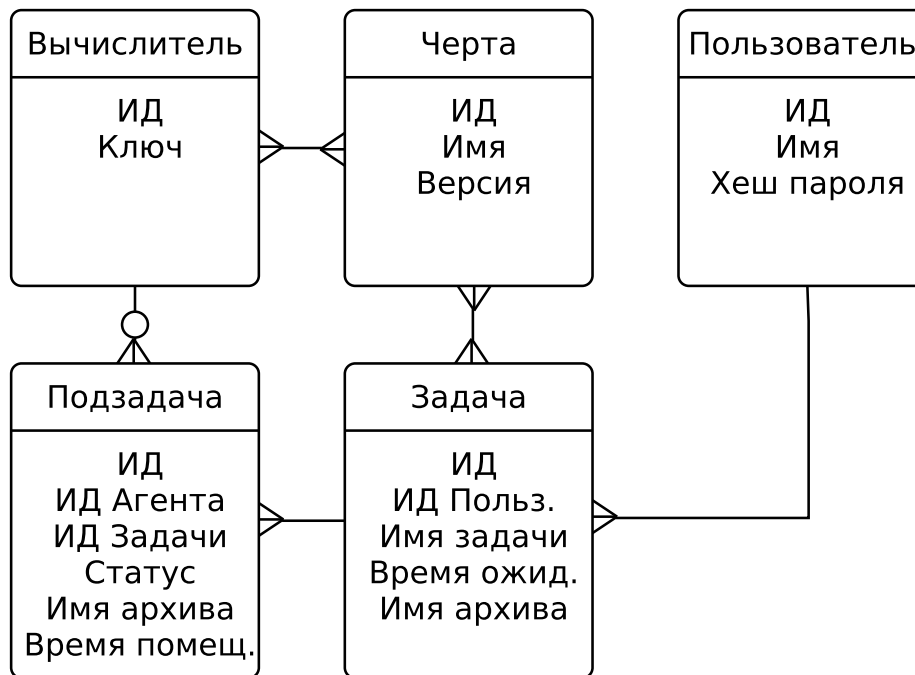 Вычислитель
ИД
Ключ
Черта
ИД
Имя
Версия
Пользователь
ИД
Имя
Хеш пароля
Подзадача
ИД
ИД Агента
ИД Задачи
Статус
Имя архива
Время помещ.
Задача
ИД
ИД Польз.
Имя задачи
Время ожид.
Имя архива